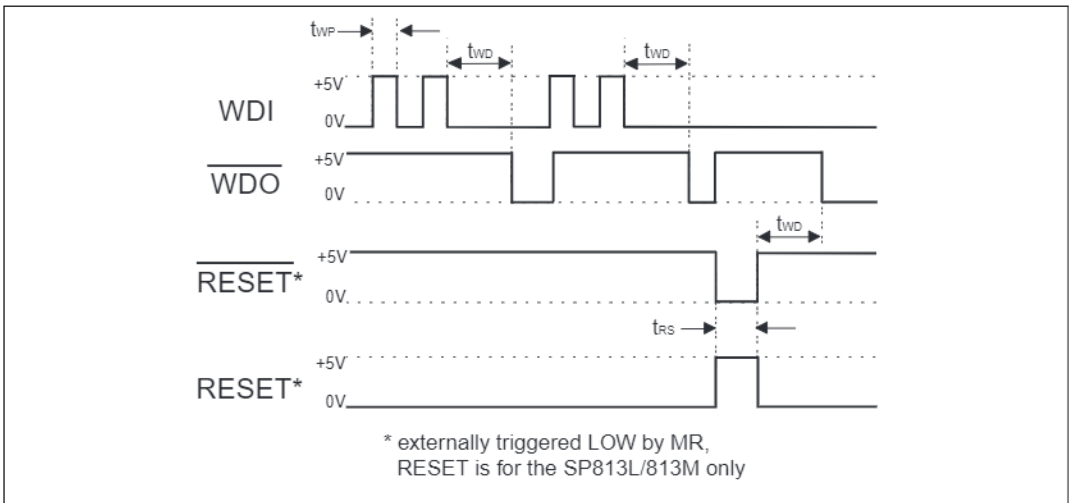 tWP
tWD
tWD
WDI
+5V
0V
WDO
+5V
0V
tWD
RESET*
+5V
0V
tRS
RESET*
+5V
0V
* externally triggered LOW by MR,
RESET is for the SP813L/813M only